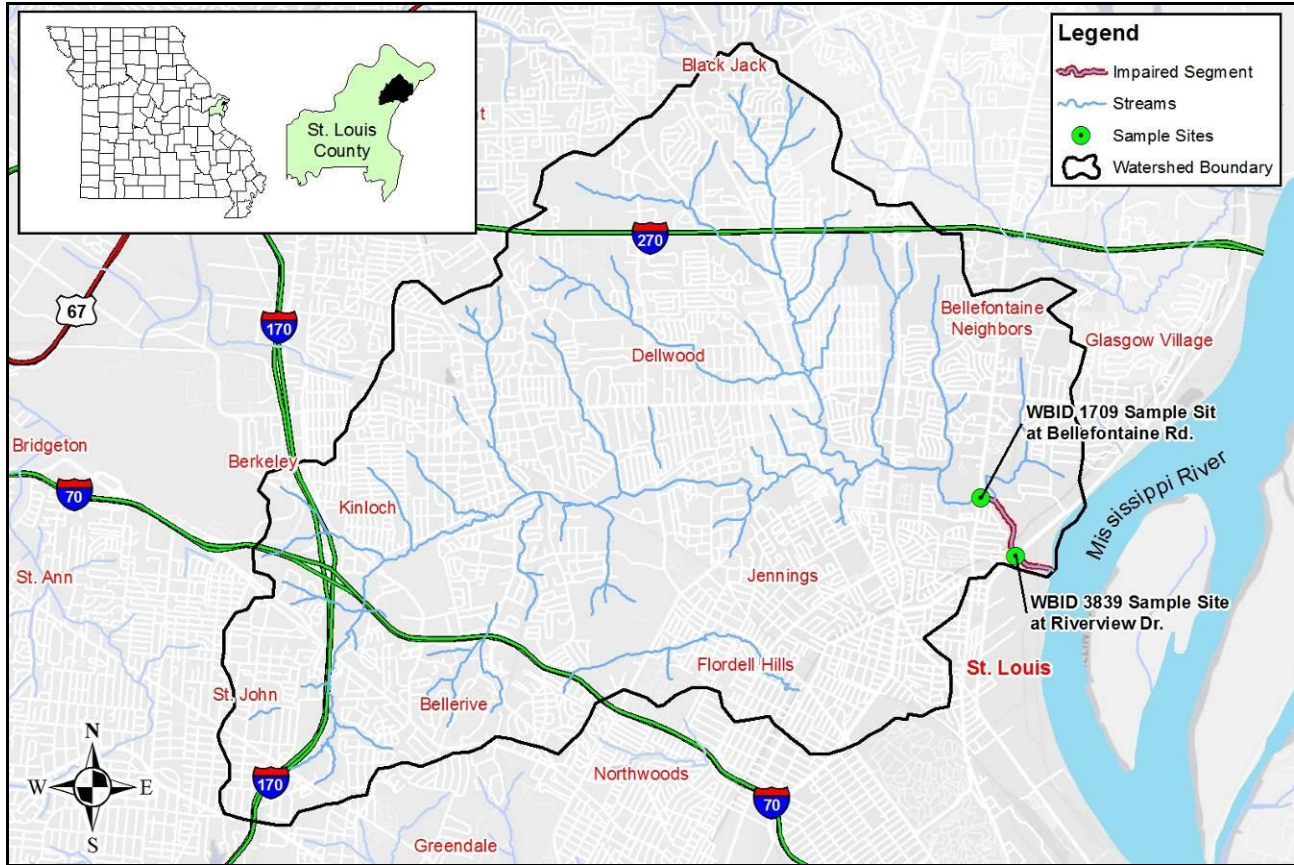 St. Louis
County
Legend
Impaired Segment
Streams
Sample Sites
Watershed Boundary
Black Jack
nt
270
67
170
Bellefontaine
Neighbors
Glasgow Village
Dellwood
WBID 1709 Sample Sit
at Bellefontaine Rd.
Bridgeton
Berkeley
70
Kinloch
Mississippi River
St. Ann
Jennings
WBID 3839 Sample Site
at Riverview Dr.
Flordell Hills
St. Louis
St. John
Bellerive
N
W
E
S
170
Northwoods
70
Greendale